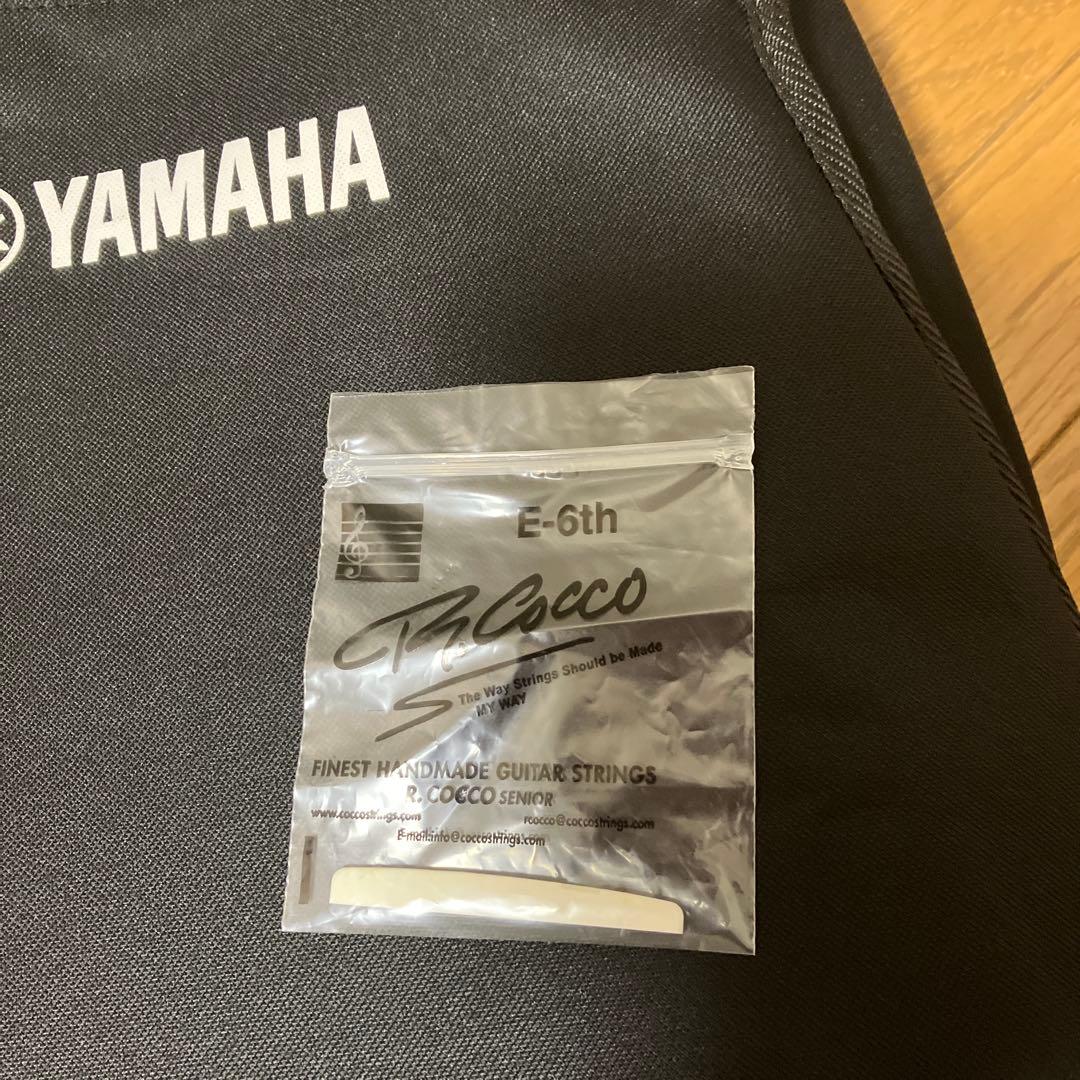 YAMAHA
E-6th
R. Cocco
The Way Strings Should be Made
MY WAY
FINEST HANDMADE GUITAR STRINGS
R. COCCO SENIOR
www.coccostrings.com rcocco@coccostrings.com
E-mail:info@coccostrings.com